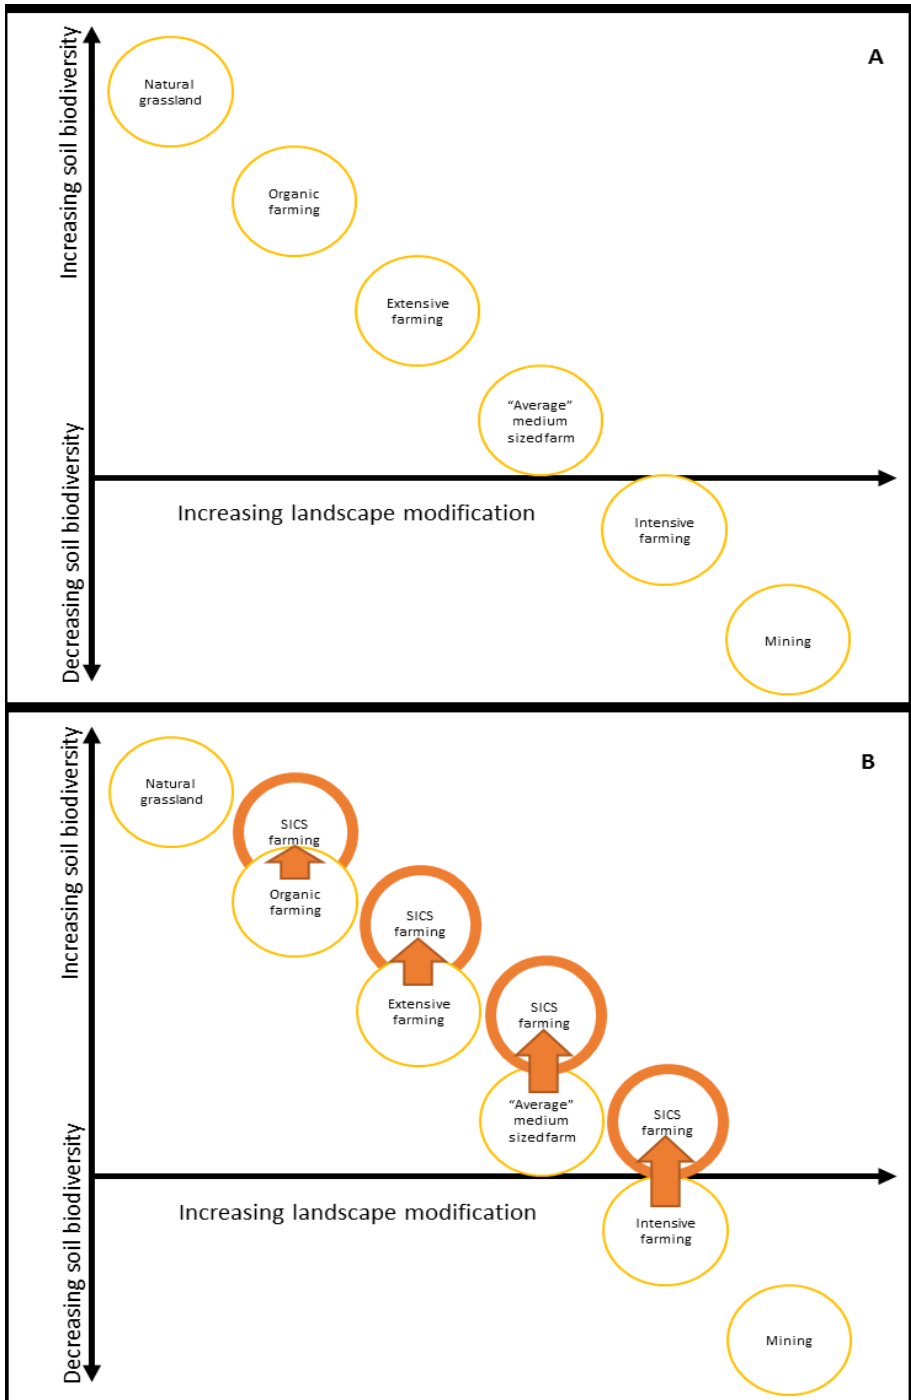 A
Increasing soil biodiversity
Natural
grassland
Organic
farming
Extensive
farming
“Average”
medium
sized farm
Increasing landscape modification
Intensive
farming
Decreasing soil biodiversity
Mining
B
Increasing soil biodiversity
Natural
grassland
SICS
farming
Organic
farming
SICS
farming
Extensive
farming
SICS
farming
“Average”
medium
sized farm
SICS
farming
Increasing landscape modification
Intensive
farming
Decreasing soil biodiversity
Mining